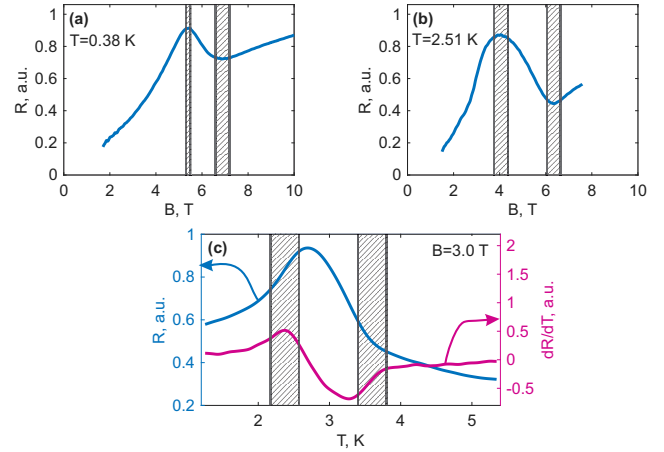 (a)
T=0.38 K
R, a.u.
1
0.8
0.6
0.4
0.2
0
0 2 4 6 8 10
B, T
(b)
T=2.51 K
R, a.u.
1
0.8
0.6
0.4
0.2
0
0 2 4 6 8 10
B, T
(c)
B=3.0 T
R, a.u.
1
0.8
0.6
0.4
0.2
2 3 4 5
T, K
2
1.5
1
0.5
0
-0.5
dR/dT, a.u.